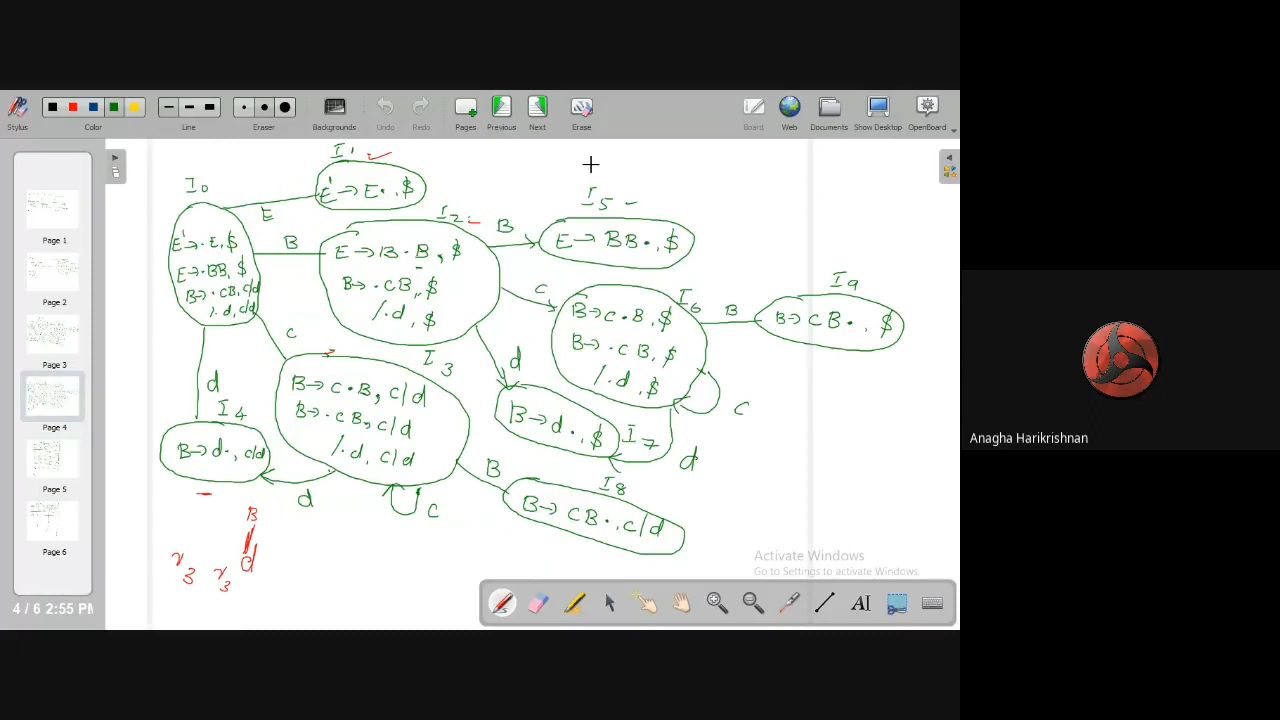 Stylus
Color
Line
Eraser
Backgrounds
Undo
Redo
Pages
Previous
Next
Erase
Board
Web
Documents
Show Desktop
OpenBoard
Page 1
Page 2
Page 3
Page 4
Page 5
Page 6
4 / 6 2:55 PM
I0
E' → ·E, $
E → ·BB, $
B → ·cB, c/d
/·d, c/d
E
I1
E' → E·, $
B
I2
E → B·B, $
B → ·cB, $
/·d, $
B
I5
E → BB·, $
c
I6
B → c·B, $
B → ·cB, $
/·d, $
B
I9
B → cB·, $
c
d
d
B → d·, $
I7
c
I3
B → c·B, c/d
B → ·cB, c/d
/·d, c/d
d
I4
B → d·, c/d
d
c
B
I8
B → cB·, c/d
B
d
r3
r3
Activate Windows
Go to Settings to activate Windows.
AI
Anagha Harikrishnan